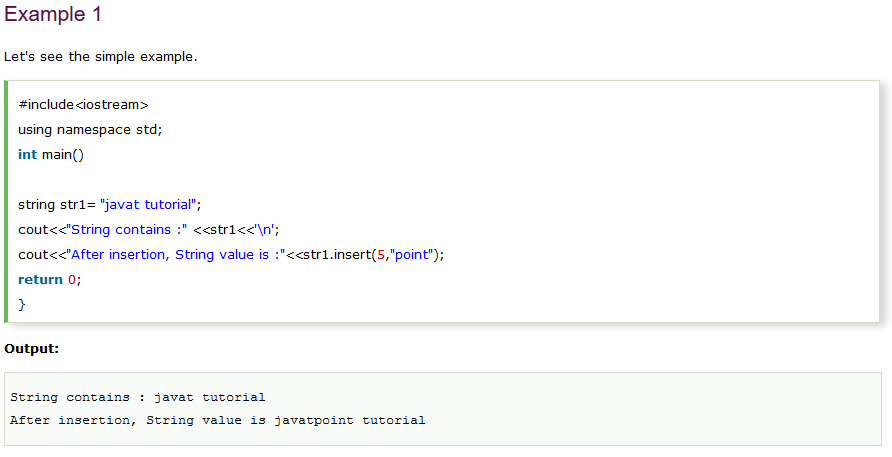 Example 1
Let's see the simple example.
#include<iostream>
using namespace std;
int main()
string str1= "javat tutorial";
cout<<"String contains :" <<str1<<'\n';
cout<<"After insertion, String value is :"<<str1.insert(5,"point");
return 0;
}
Output:
String contains : javat tutorial
After insertion, String value is javatpoint tutorial